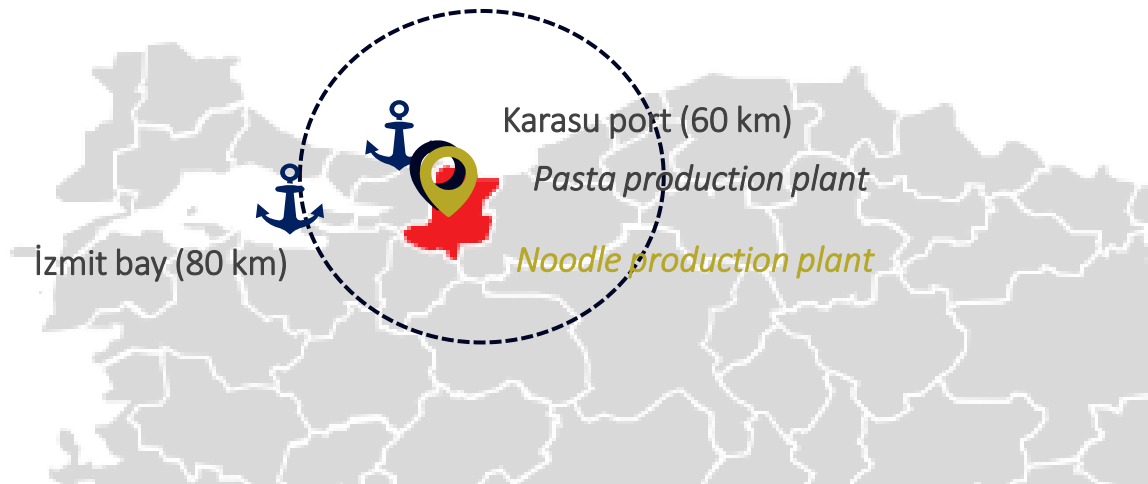 Karasu port (60 km)
Pasta production plant
İzmit bay (80 km)
Noodle production plant